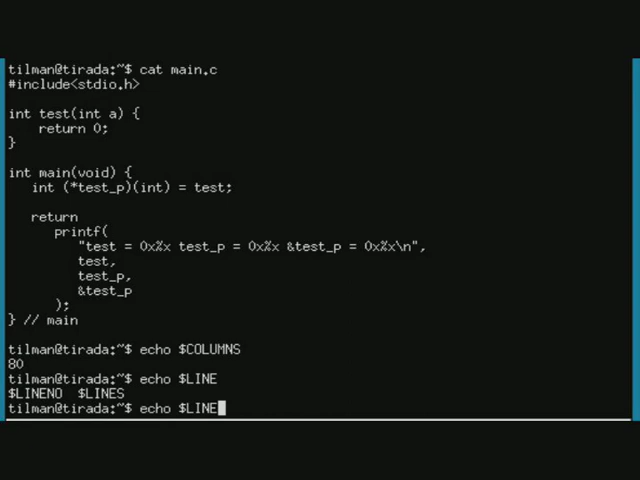 tilman@tirada:~$ cat main.c
#include<stdio.h>
int test(int a) {
return 0;
}
int main(void) {
int (*test_p)(int) = test;
return
printf(
"test = 0x%x test_p = 0x%x &test_p = 0x%x\n",
test,
test_p,
&test_p
);
} // main
tilman@tirada:~$ echo $COLUMNS
80
tilman@tirada:~$ echo $LINE
$LINENO  $LINES
tilman@tirada:~$ echo $LINE